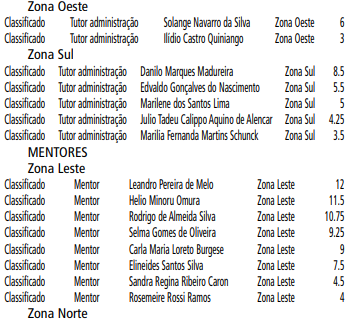 Zona Oeste
Classificado Tutor administração Solange Navarro da Silva Zona Oeste 6
Classificado Tutor administração Ilídio Castro Quiniango Zona Oeste 3
Zona Sul
Classificado Tutor administração Danilo Marques Madureira Zona Sul 8.5
Classificado Tutor administração Edvaldo Gonçalves do Nascimento Zona Sul 5.5
Classificado Tutor administração Marilene dos Santos Lima Zona Sul 5
Classificado Tutor administração Julio Tadeu Calippo Aquino de Alencar Zona Sul 4.25
Classificado Tutor administração Marilia Fernanda Martins Schunck Zona Sul 3.5
MENTORES
Zona Leste
Classificado Mentor Leandro Pereira de Melo Zona Leste 12
Classificado Mentor Helio Minoru Omura Zona Leste 11.5
Classificado Mentor Rodrigo de Almeida Silva Zona Leste 10.75
Classificado Mentor Selma Gomes de Oliveira Zona Leste 9.25
Classificado Mentor Carla Maria Loreto Burgese Zona Leste 9
Classificado Mentor Elineides Santos Silva Zona Leste 7.5
Classificado Mentor Sandra Regina Ribeiro Caron Zona Leste 4.5
Classificado Mentor Rosemeire Rossi Ramos Zona Leste 4
Zona Norte